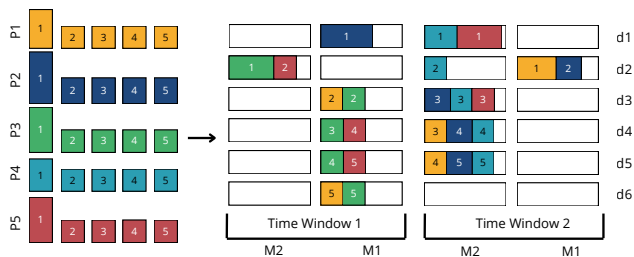 P1 1 2 3 4 5
P2 1 2 3 4 5
P3 1 2 3 4 5
P4 1 2 3 4 5
P5 1 2 3 4 5
1 1 1 d1
1 2 2 1 2 d2
2 2 3 3 3 d3
3 4 3 4 4 d4
4 5 4 5 5 d5
5 5 d6
Time Window 1 Time Window 2
M2 M1 M2 M1